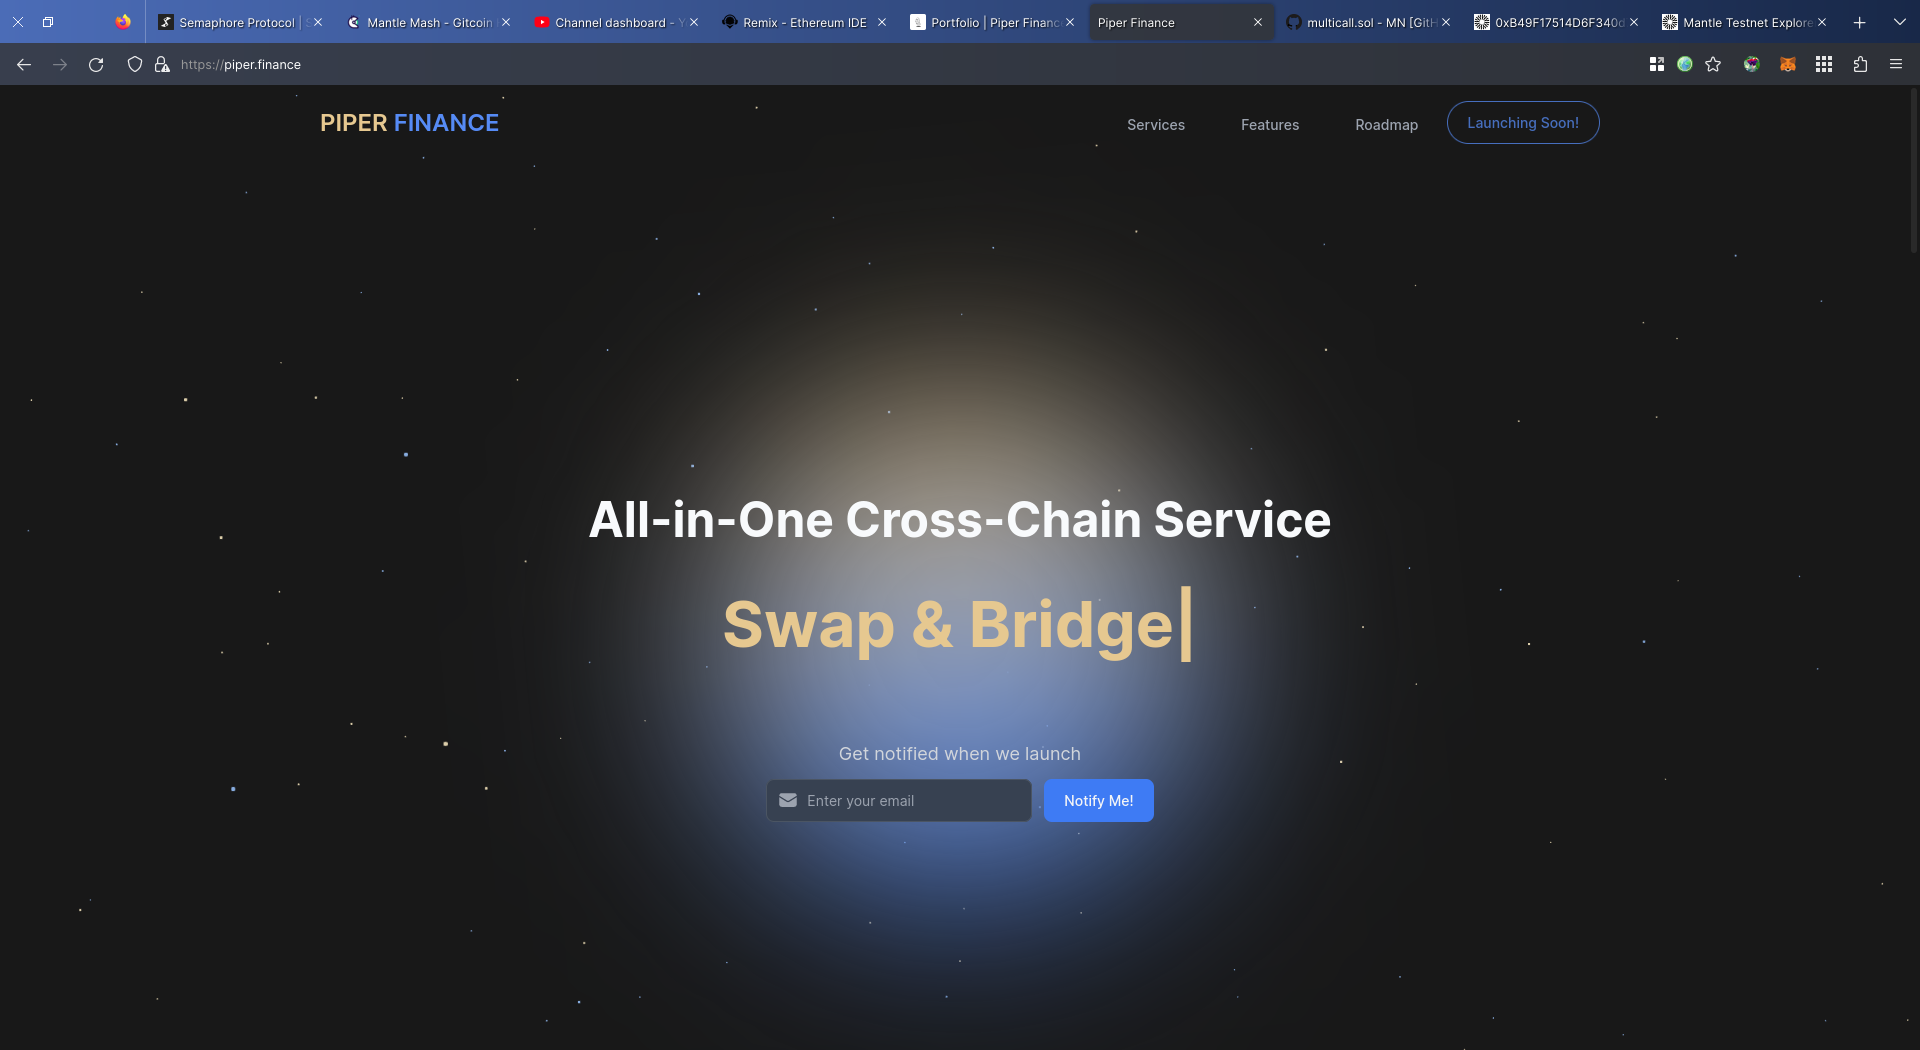 Semaphore Protocol |
Mantle Mash - Gitcoin
Channel dashboard - Y
Remix - Ethereum IDE
Portfolio | Piper Financ
Piper Finance
multicall.sol - MN [GitH
0xB49F17514D6F340d
Mantle Testnet Explore
https://piper.finance
PIPER FINANCE
Services
Features
Roadmap
Launching Soon!
All-in-One Cross-Chain Service
Swap & Bridge|
Get notified when we launch
Enter your email
Notify Me!